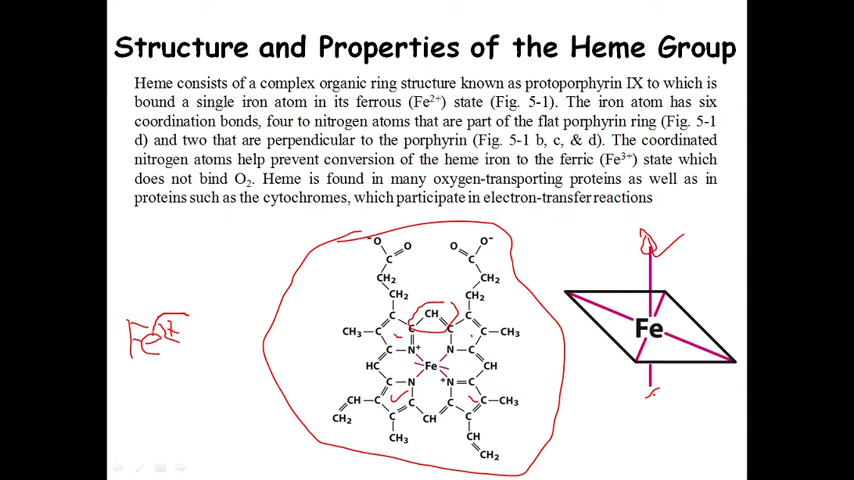 Structure and Properties of the Heme Group
Heme consists of a complex organic ring structure known as protoporphyrin IX to which is
bound a single iron atom in its ferrous (Fe²⁺) state (Fig. 5-1). The iron atom has six
coordination bonds, four to nitrogen atoms that are part of the flat porphyrin ring (Fig. 5-1
d) and two that are perpendicular to the porphyrin (Fig. 5-1 b, c, & d). The coordinated
nitrogen atoms help prevent conversion of the heme iron to the ferric (Fe³⁺) state which
does not bind O₂. Heme is found in many oxygen-transporting proteins as well as in
proteins such as the cytochromes, which participate in electron-transfer reactions
⁻O O O O⁻
C C
CH₂ CH₂
CH₂ CH₂
C CH C
CH₃ C C C C CH₃
C N⁺ N C
HC Fe CH
C N ⁺N C
CH C C C C CH₃
CH₂ C CH C
CH₃ CH
CH₂
Fe